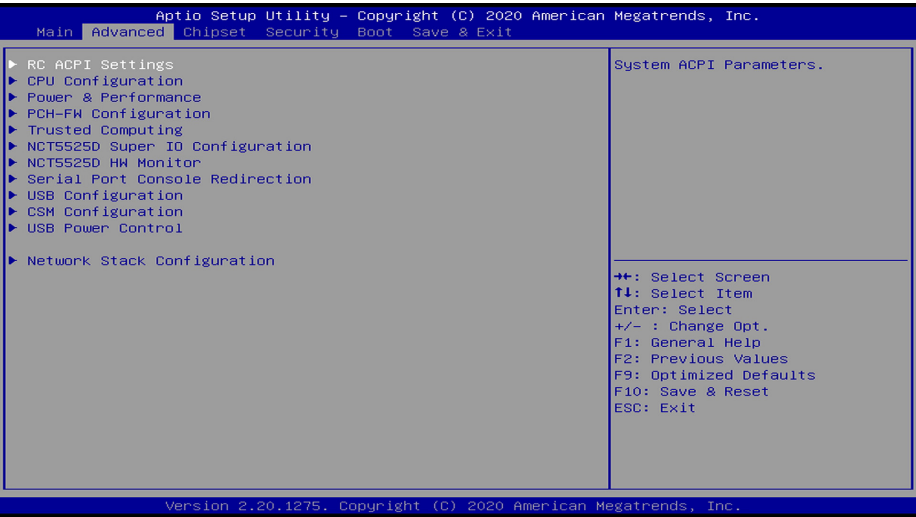 Aptio Setup Utility – Copyright (C) 2020 American Megatrends, Inc.
Main Advanced Chipset Security Boot Save & Exit
▶ RC ACPI Settings
▶ CPU Configuration
▶ Power & Performance
▶ PCH-FW Configuration
▶ Trusted Computing
▶ NCT5525D Super IO Configuration
▶ NCT5525D HW Monitor
▶ Serial Port Console Redirection
▶ USB Configuration
▶ CSM Configuration
▶ USB Power Control
▶ Network Stack Configuration
System ACPI Parameters.
→←: Select Screen
↑↓: Select Item
Enter: Select
+/- : Change Opt.
F1: General Help
F2: Previous Values
F9: Optimized Defaults
F10: Save & Reset
ESC: Exit
Version 2.20.1275. Copyright (C) 2020 American Megatrends, Inc.